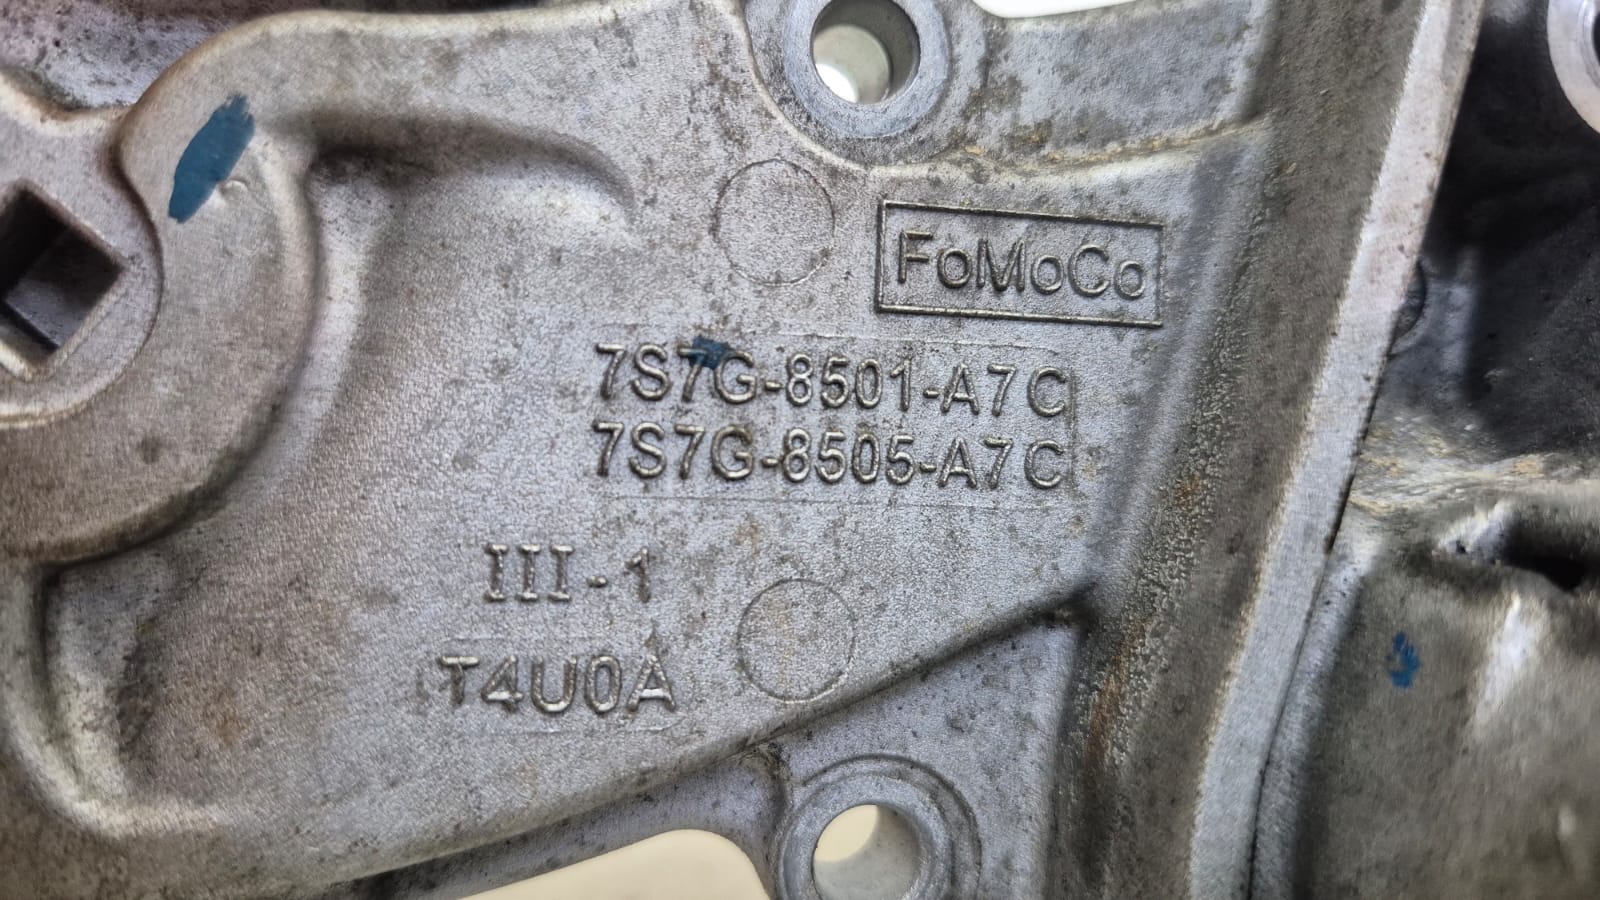 FoMoCo
7S7G-8501-A7C
7S7G-8505-A7C
III-1
T4U0A